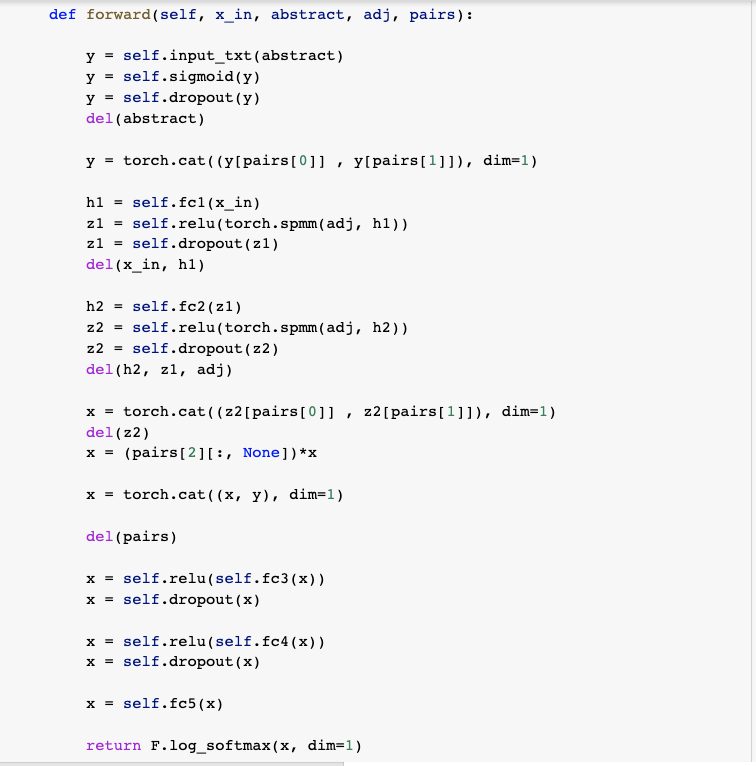 def forward(self, x_in, abstract, adj, pairs):
y = self.input_txt(abstract)
y = self.sigmoid(y)
y = self.dropout(y)
del(abstract)
y = torch.cat((y[pairs[0]] , y[pairs[1]]), dim=1)
h1 = self.fc1(x_in)
z1 = self.relu(torch.spmm(adj, h1))
z1 = self.dropout(z1)
del(x_in, h1)
h2 = self.fc2(z1)
z2 = self.relu(torch.spmm(adj, h2))
z2 = self.dropout(z2)
del(h2, z1, adj)
x = torch.cat((z2[pairs[0]] , z2[pairs[1]]), dim=1)
del(z2)
x = (pairs[2][:, None])*x
x = torch.cat((x, y), dim=1)
del(pairs)
x = self.relu(self.fc3(x))
x = self.dropout(x)
x = self.relu(self.fc4(x))
x = self.dropout(x)
x = self.fc5(x)
return F.log_softmax(x, dim=1)